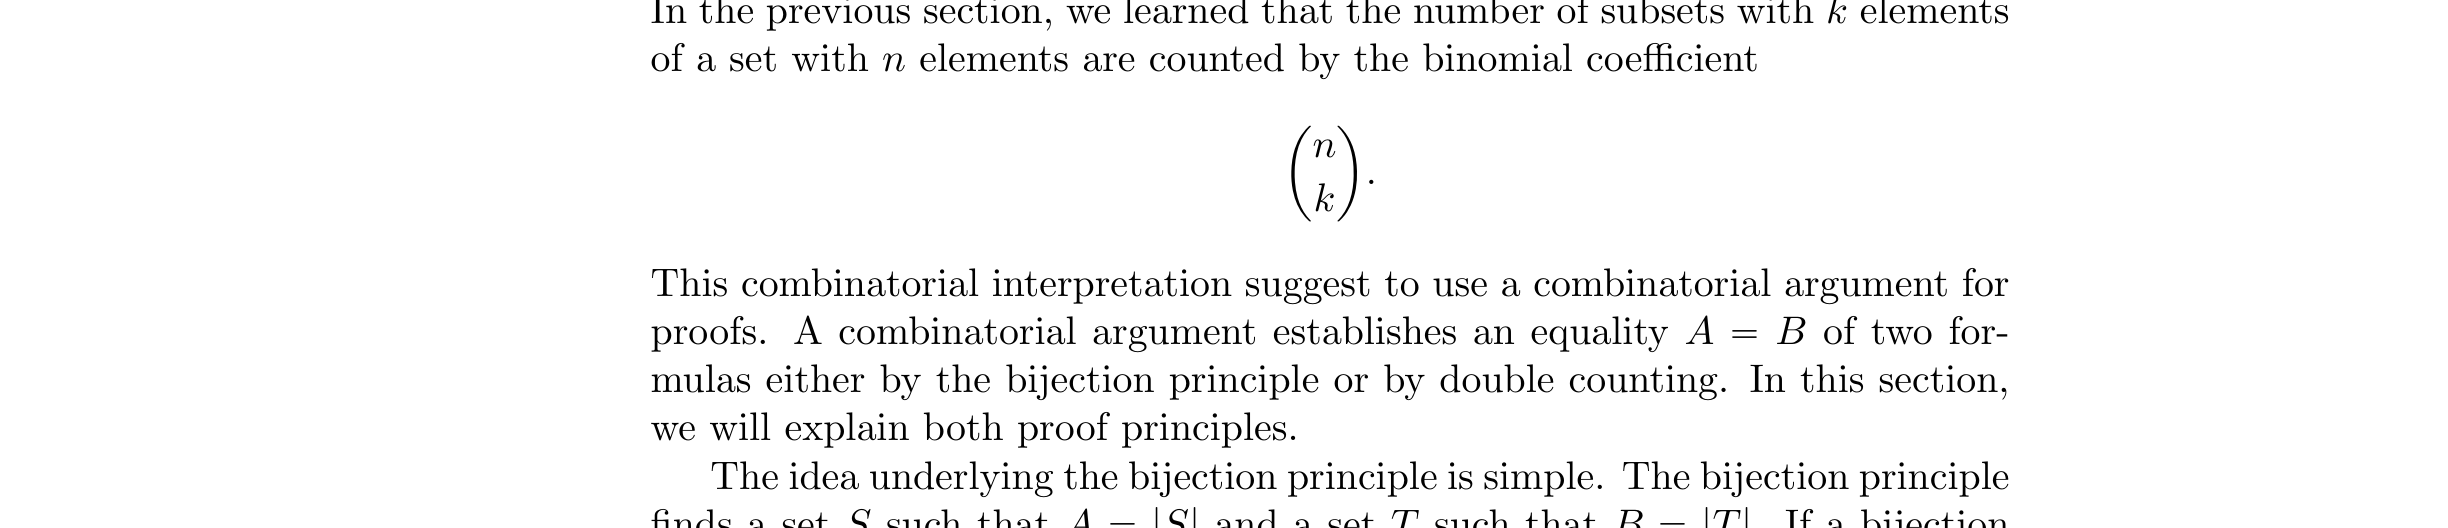 In the previous section, we learned that the number of subsets with k elements
of a set with n elements are counted by the binomial coefficient
(n
k).
This combinatorial interpretation suggest to use a combinatorial argument for
proofs. A combinatorial argument establishes an equality A = B of two for-
mulas either by the bijection principle or by double counting. In this section,
we will explain both proof principles.
The idea underlying the bijection principle is simple. The bijection principle
finds a set S such that A = |S| and a set T such that B = |T|. If a bijection